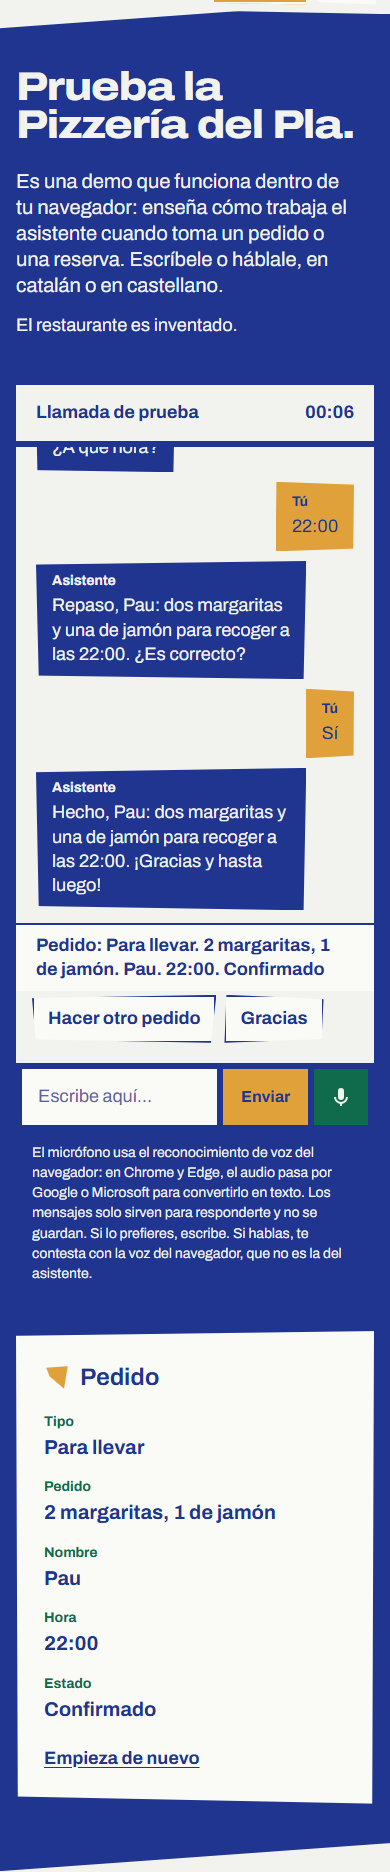 Prueba la
Pizzería del Pla.
Es una demo que funciona dentro de
tu navegador: enseña cómo trabaja el
asistente cuando toma un pedido o
una reserva. Escríbele o háblale, en
catalán o en castellano.
El restaurante es inventado.
Llamada de prueba 00:06
¿A qué hora?
Tú
22:00
Asistente
Repaso, Pau: dos margaritas
y una de jamón para recoger a
las 22:00. ¿Es correcto?
Tú
Sí
Asistente
Hecho, Pau: dos margaritas y
una de jamón para recoger a
las 22:00. ¡Gracias y hasta
luego!
Pedido: Para llevar. 2 margaritas, 1
de jamón. Pau. 22:00. Confirmado
Hacer otro pedido Gracias
Escribe aquí... Enviar
El micrófono usa el reconocimiento de voz del
navegador: en Chrome y Edge, el audio pasa por
Google o Microsoft para convertirlo en texto. Los
mensajes solo sirven para responderte y no se
guardan. Si lo prefieres, escribe. Si hablas, te
contesta con la voz del navegador, que no es la del
asistente.
Pedido
Tipo
Para llevar
Pedido
2 margaritas, 1 de jamón
Nombre
Pau
Hora
22:00
Estado
Confirmado
Empieza de nuevo